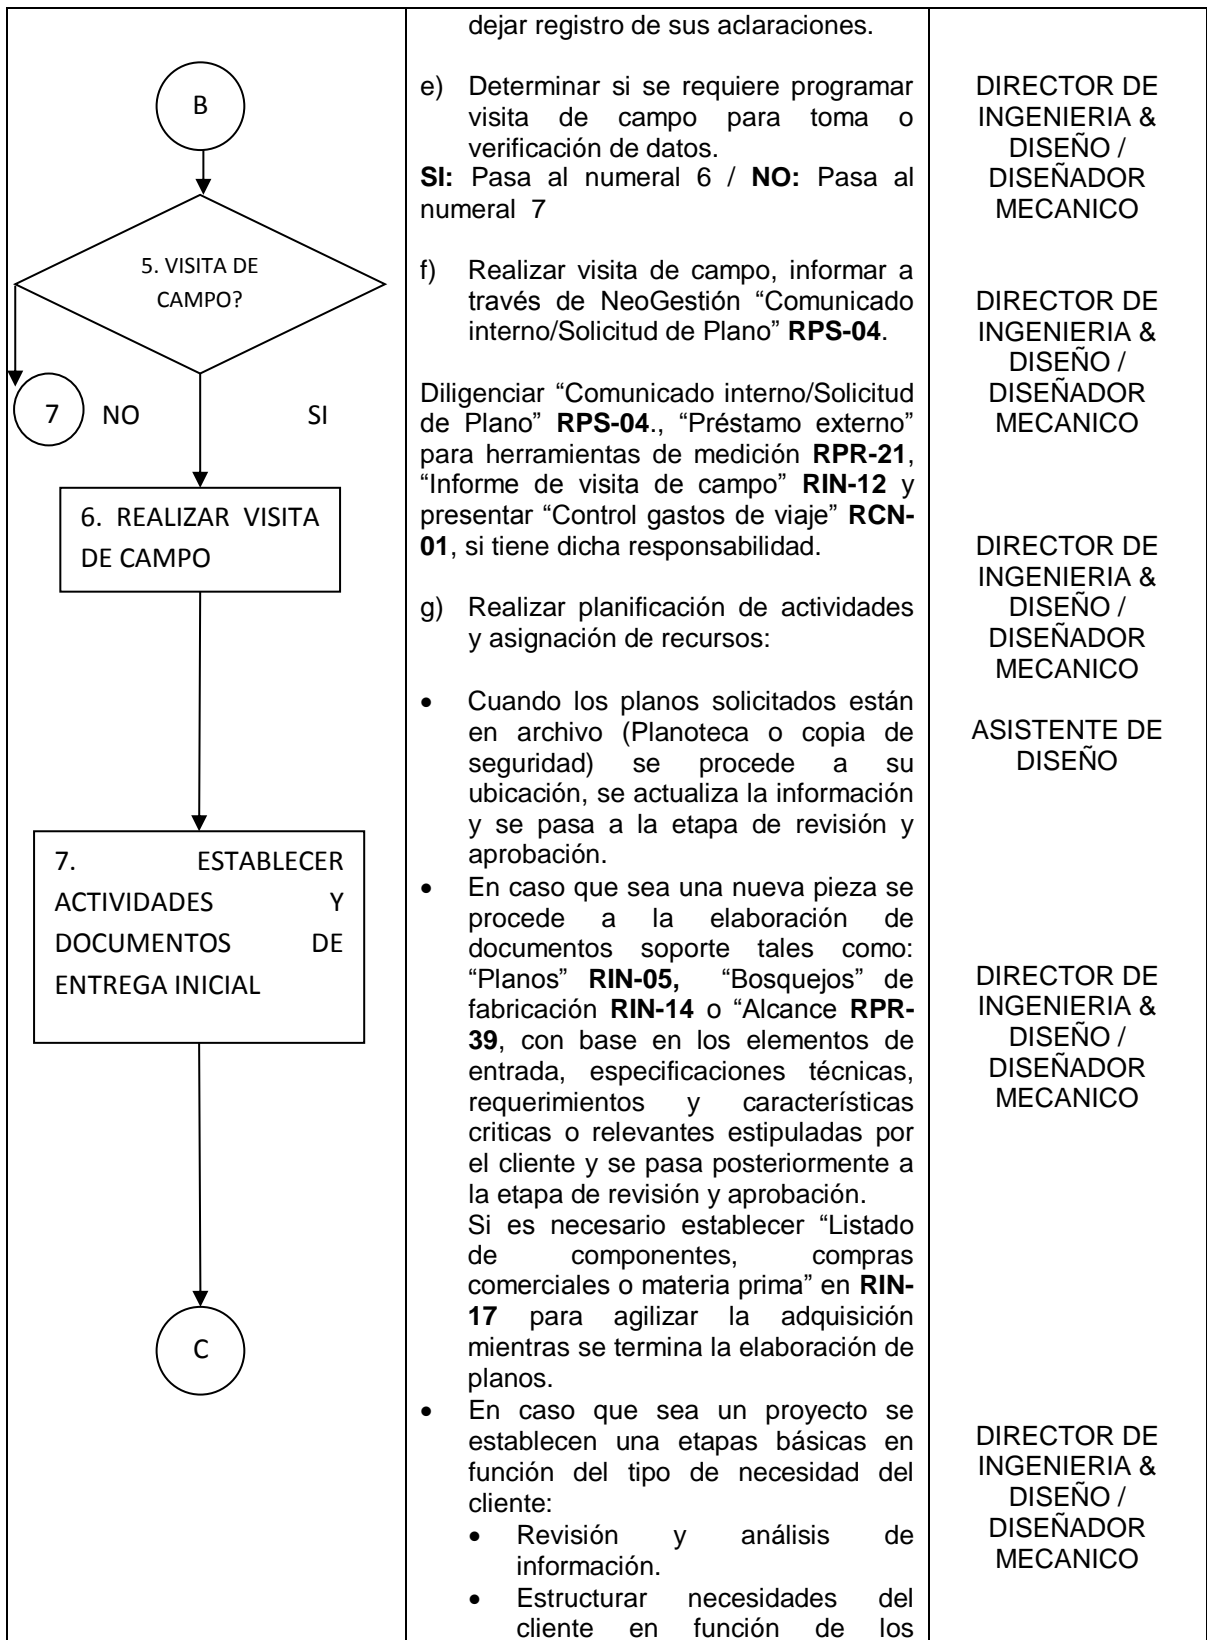 B
5. VISITA DE
CAMPO?
7
NO
SI
6. REALIZAR VISITA
DE CAMPO
7. ESTABLECER
ACTIVIDADES Y
DOCUMENTOS DE
ENTREGA INICIAL
C
dejar registro de sus aclaraciones.
e) Determinar si se requiere programar
visita de campo para toma o
verificación de datos.
SI: Pasa al numeral 6 / NO: Pasa al
numeral 7
f) Realizar visita de campo, informar a
través de NeoGestión “Comunicado
interno/Solicitud de Plano” RPS-04.
Diligenciar “Comunicado interno/Solicitud
de Plano” RPS-04., “Préstamo externo”
para herramientas de medición RPR-21,
“Informe de visita de campo” RIN-12 y
presentar “Control gastos de viaje” RCN-
01, si tiene dicha responsabilidad.
g) Realizar planificación de actividades
y asignación de recursos:
• Cuando los planos solicitados están
en archivo (Planoteca o copia de
seguridad) se procede a su
ubicación, se actualiza la información
y se pasa a la etapa de revisión y
aprobación.
• En caso que sea una nueva pieza se
procede a la elaboración de
documentos soporte tales como:
“Planos” RIN-05, “Bosquejos” de
fabricación RIN-14 o “Alcance RPR-
39, con base en los elementos de
entrada, especificaciones técnicas,
requerimientos y características
criticas o relevantes estipuladas por
el cliente y se pasa posteriormente a
la etapa de revisión y aprobación.
Si es necesario establecer “Listado
de componentes, compras
comerciales o materia prima” en RIN-
17 para agilizar la adquisición
mientras se termina la elaboración de
planos.
• En caso que sea un proyecto se
establecen una etapas básicas en
función del tipo de necesidad del
cliente:
• Revisión y análisis de
información.
• Estructurar necesidades del
cliente en función de los
DIRECTOR DE
INGENIERIA &
DISEÑO /
DISEÑADOR
MECANICO
DIRECTOR DE
INGENIERIA &
DISEÑO /
DISEÑADOR
MECANICO
DIRECTOR DE
INGENIERIA &
DISEÑO /
DISEÑADOR
MECANICO
ASISTENTE DE
DISEÑO
DIRECTOR DE
INGENIERIA &
DISEÑO /
DISEÑADOR
MECANICO
DIRECTOR DE
INGENIERIA &
DISEÑO /
DISEÑADOR
MECANICO